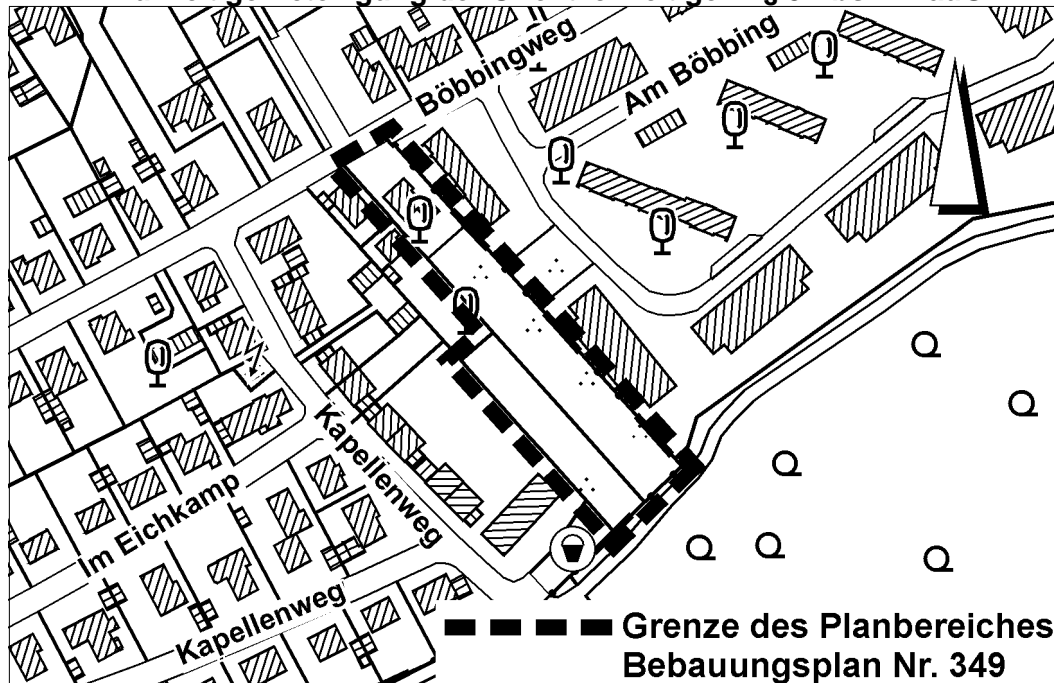 Böbbingweg
Am Böbbing
Kapellenweg
Im Eichkamp
Kapellenweg
Grenze des Planbereiches
Bebauungsplan Nr. 349